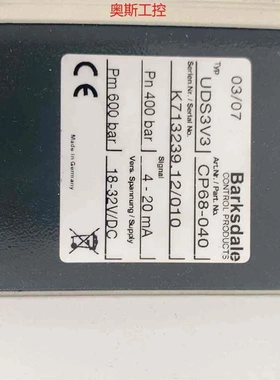 奥斯工控
Barksdale
CONTROL PRODUCTS
03/07
Typ
Art.Nr. / Part.No.
UDS3V3
CP68-040
Serien Nr. / Serial No.
K713239.12/010
Signal
Pn 400 bar
4 - 20 mA
Vers. Spannung / Supply
Pm 600 bar
18-32V/DC
CE
Made in Germany